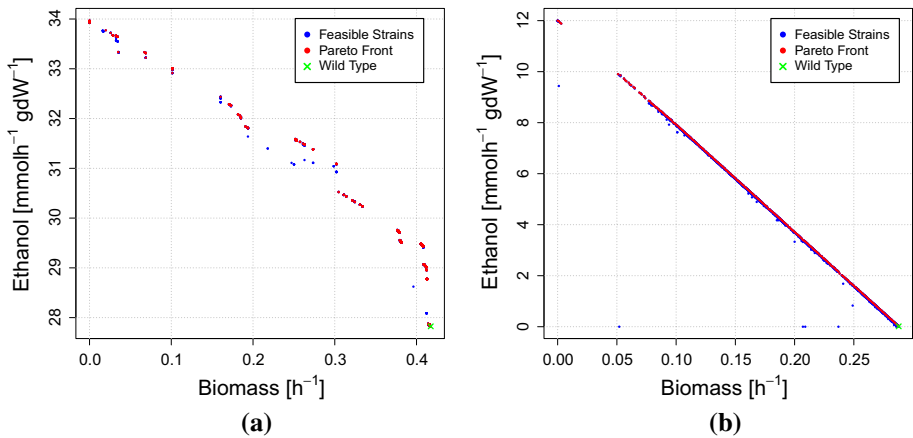 Feasible Strains
Pareto Front
Wild Type
Ethanol [mmolh⁻¹ gdW⁻¹]
34
33
32
31
30
29
28
0.0 0.1 0.2 0.3 0.4
Biomass [h⁻¹]
(a)
Feasible Strains
Pareto Front
Wild Type
Ethanol [mmolh⁻¹ gdW⁻¹]
12
10
8
6
4
2
0
0.00 0.05 0.10 0.15 0.20 0.25
Biomass [h⁻¹]
(b)